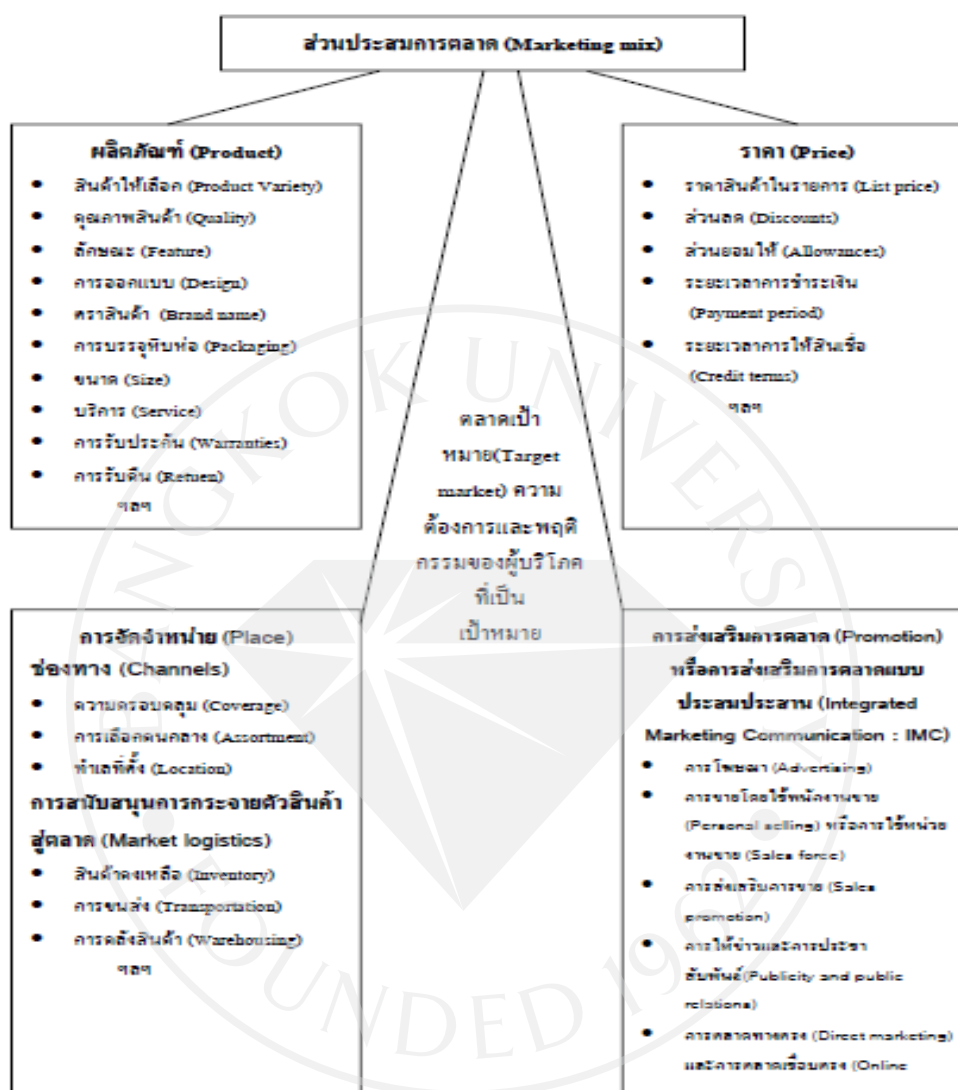 ส่วนประสมการตลาด (Marketing mix)
ผลิตภัณฑ์ (Product)
• สินค้าให้เลือก (Product Variety)
• คุณภาพสินค้า (Quality)
• ลักษณะ (Feature)
• การออกแบบ (Design)
• ตราสินค้า (Brand name)
• การบรรจุหีบห่อ (Packaging)
• ขนาด (Size)
• บริการ (Service)
• การรับประกัน (Warranties)
• การรับคืน (Retuen)
ฯลฯ
ราคา (Price)
• ราคาสินค้าในรายการ (List price)
• ส่วนลด (Discounts)
• ส่วนยอมให้ (Allowances)
• ระยะเวลาการชำระเงิน
(Payment period)
• ระยะเวลาการให้สินเชื่อ
(Credit terms)
ฯลฯ
ตลาดเป้า
หมาย(Target
market) ความ
ต้องการและพฤติ
กรรมของผู้บริโภค
ที่เป็น
เป้าหมาย
การจัดจำหน่าย (Place)
ช่องทาง (Channels)
• ความครอบคลุม (Coverage)
• การเลือกคนกลาง (Assortment)
• ทำเลที่ตั้ง (Location)
การสนับสนุนการกระจายตัวสินค้า
สู่ตลาด (Market logistics)
• สินค้าคงเหลือ (Inventory)
• การขนส่ง (Transportation)
• การคลังสินค้า (Warehousing)
ฯลฯ
การส่งเสริมการตลาด (Promotion)
หรือการส่งเสริมการตลาดแบบ
ประสมประสาน (Integrated
Marketing Communication : IMC)
• การโฆษณา (Advertising)
• การขายโดยใช้พนักงานขาย
(Personal selling) หรือการใช้หน่วย
งานขาย (Sales force)
• การส่งเสริมการขาย (Sales
promotion)
• การให้ข่าวและการประชา
สัมพันธ์(Publicity and public
relations)
• การตลาดทางตรง (Direct marketing)
และการตลาดเชื่อมตรง (Online
BANGKOK UNIVERSITY
FOUNDED 1962